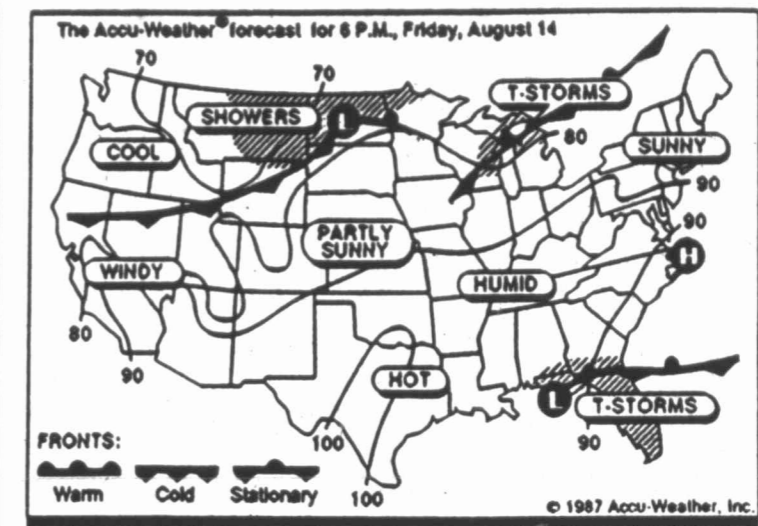 The Accu-Weather® forecast for 6 P.M., Friday, August 14
70
70
T-STORMS
SHOWERS
80
COOL
SUNNY
90
90
PARTLY
SUNNY
H
WINDY
HUMID
80
90
HOT
L
T-STORMS
L
100
90
100
FRONTS:
Warm
Cold
Stationary
© 1987 Accu-Weather, Inc.